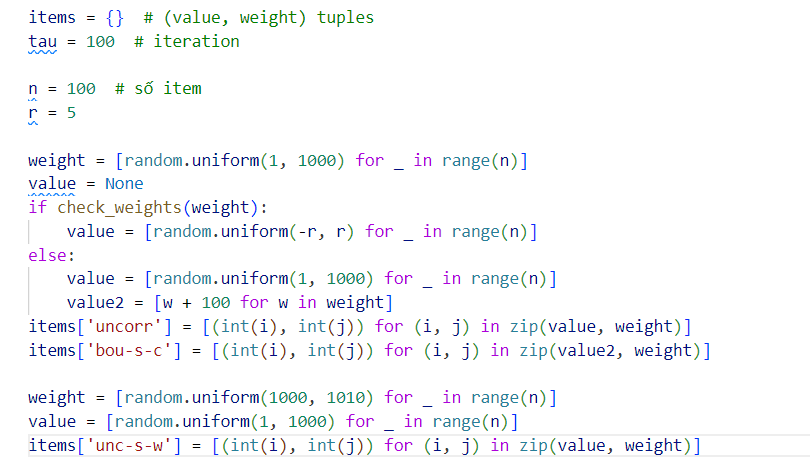 items = {}  # (value, weight) tuples
tau = 100  # iteration
n = 100  # số item
r = 5
weight = [random.uniform(1, 1000) for _ in range(n)]
value = None
if check_weights(weight):
    value = [random.uniform(-r, r) for _ in range(n)]
else:
    value = [random.uniform(1, 1000) for _ in range(n)]
    value2 = [w + 100 for w in weight]
items['uncorr'] = [(int(i), int(j)) for (i, j) in zip(value, weight)]
items['bou-s-c'] = [(int(i), int(j)) for (i, j) in zip(value2, weight)]
weight = [random.uniform(1000, 1010) for _ in range(n)]
value = [random.uniform(1, 1000) for _ in range(n)]
items['unc-s-w'] = [(int(i), int(j)) for (i, j) in zip(value, weight)]